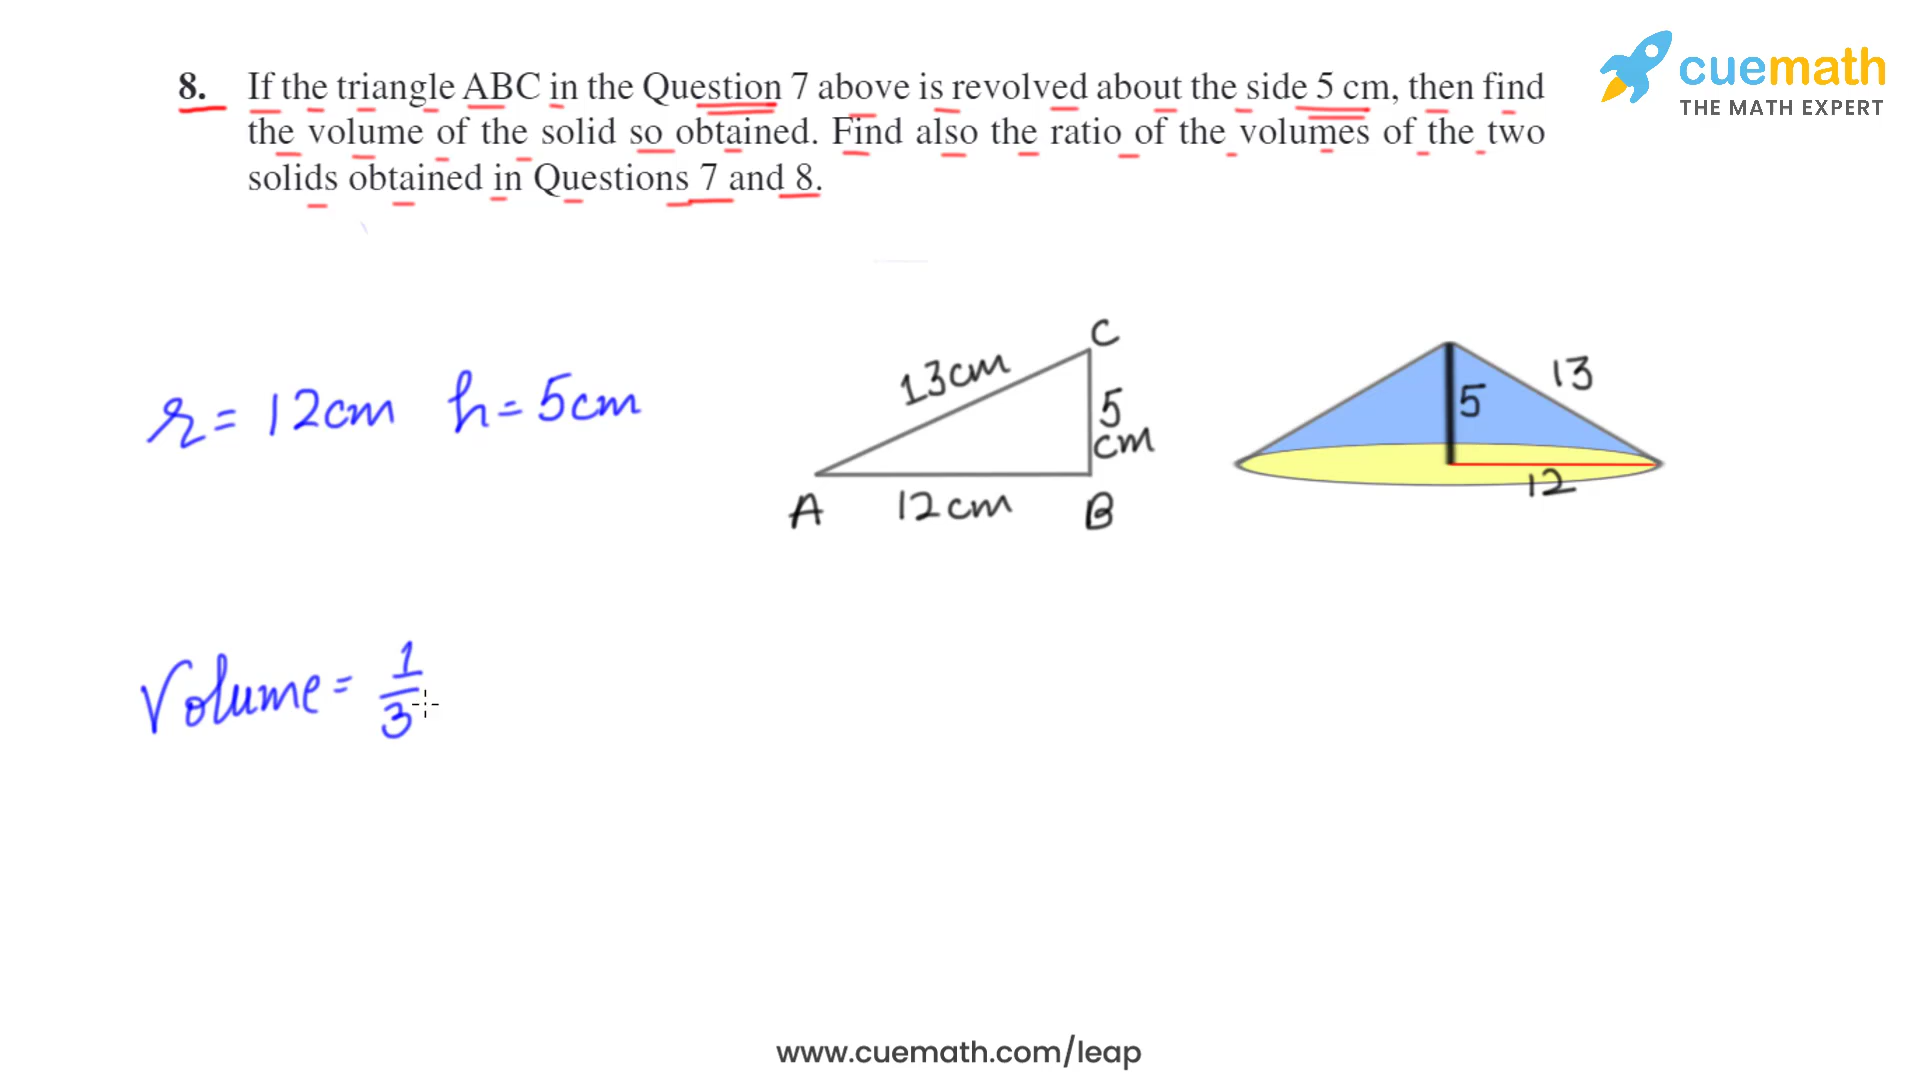 8. If the triangle ABC in the Question 7 above is revolved about the side 5 cm, then find
the volume of the solid so obtained. Find also the ratio of the volumes of the two
solids obtained in Questions 7 and 8.
cuemath
THE MATH EXPERT
r = 12cm h = 5cm
C
13cm
5
cm
A
12cm
B
5
13
12
Volume = 1/3
www.cuemath.com/leap